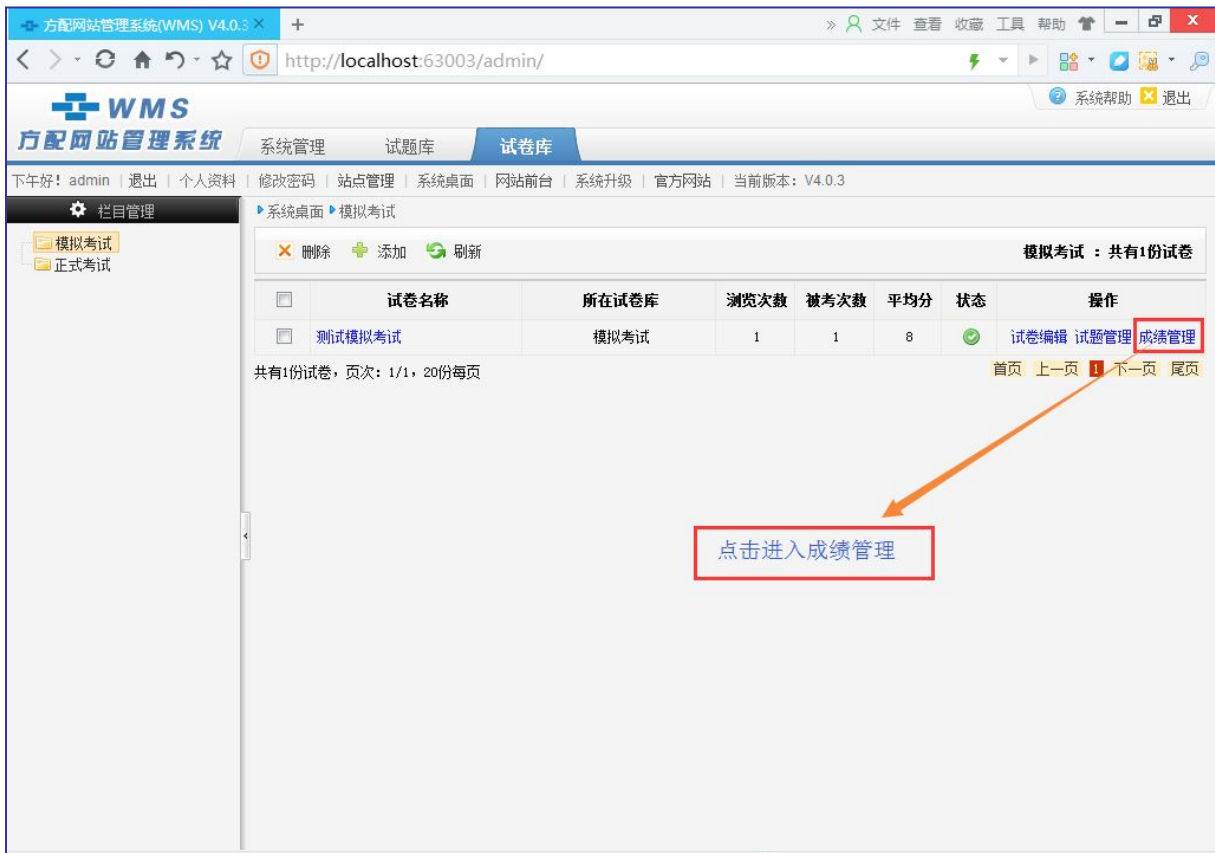 方配网站管理系统(WMS) V4.0.3
文件 查看 收藏 工具 帮助
http://localhost:63003/admin/
系统帮助 退出
WMS
方配网站管理系统
系统管理 试题库 试卷库
下午好! admin | 退出 | 个人资料 | 修改密码 | 站点管理 | 系统桌面 | 网站前台 | 系统升级 | 官方网站 | 当前版本: V4.0.3
栏目管理
系统桌面 模拟考试
模拟考试
正式考试
删除 添加 刷新 模拟考试 : 共有1份试卷
试卷名称 所在试卷库 浏览次数 被考次数 平均分 状态 操作
测试模拟考试 模拟考试 1 1 8 试卷编辑 试题管理 成绩管理
共有1份试卷, 页次: 1/1, 20份每页 首页 上一页 1 下一页 尾页
点击进入成绩管理